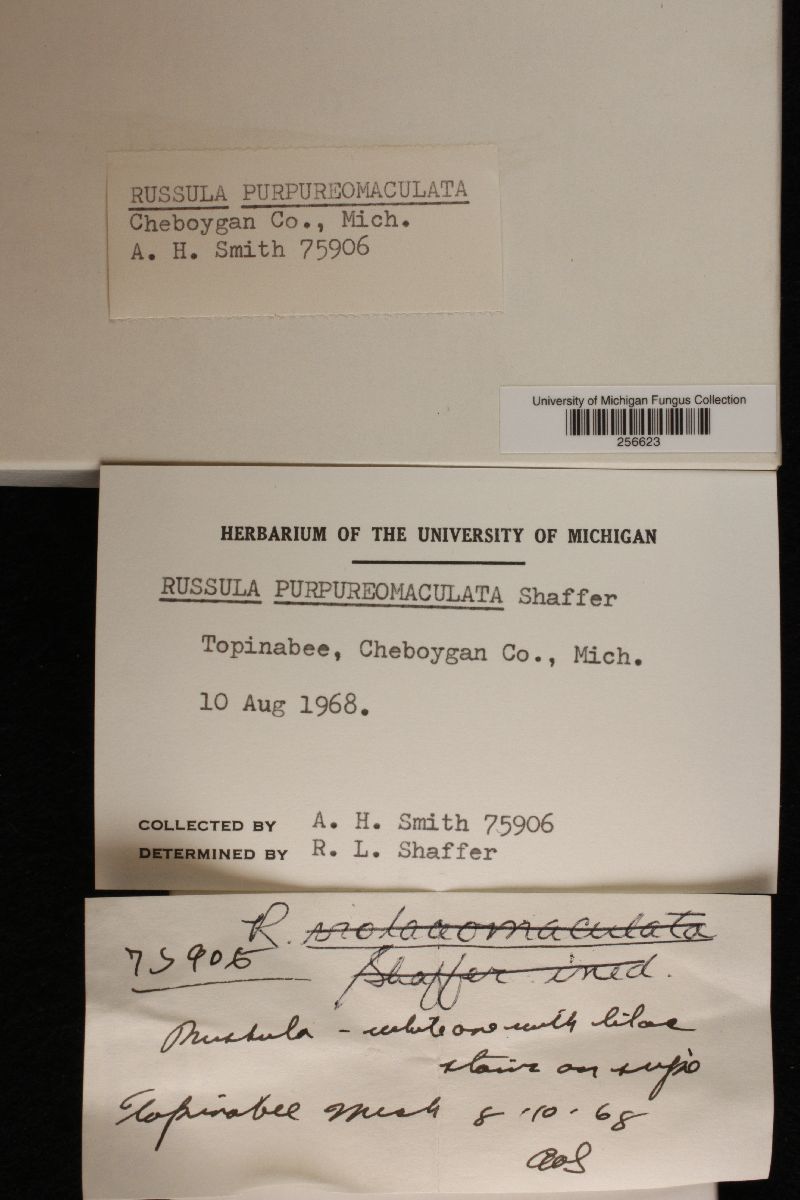 RUSSULA PURPUREOMACULATA
Cheboygan Co., Mich.
A. H. Smith 75906
University of Michigan Fungus Collection
256623
HERBARIUM OF THE UNIVERSITY OF MICHIGAN
RUSSULA PURPUREOMACULATA Shaffer
Topinabee, Cheboygan Co., Mich.
10 Aug 1968.
COLLECTED BY A. H. Smith 75906
DETERMINED BY R. L. Shaffer
R. violaceomaculata
75906
Shaffer ined.
Russula - white one with lilac
stains on
Topinabee Mich 8-10-68